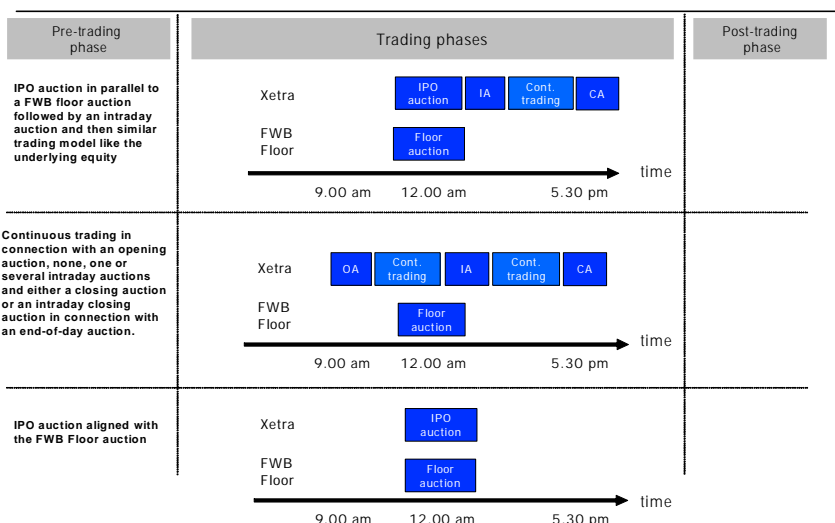 Pre-trading
phase
Trading phases
Post-trading
phase
IPO auction in parallel to
a FWB floor auction
followed by an intraday
auction and then similar
trading model like the
underlying equity
Xetra
IPO
auction
IA
Cont.
trading
CA
FWB
Floor
Floor
auction
time
9.00 am
12.00 am
5.30 pm
Continuous trading in
connection with an opening
auction, none, one or
several intraday auctions
and either a closing auction
or an intraday closing
auction in connection with
an end-of-day auction.
Xetra
OA
Cont.
trading
IA
Cont.
trading
CA
FWB
Floor
Floor
auction
time
9.00 am
12.00 am
5.30 pm
IPO auction aligned with
the FWB Floor auction
Xetra
IPO
auction
FWB
Floor
Floor
auction
time
9.00 am
12.00 am
5.30 pm